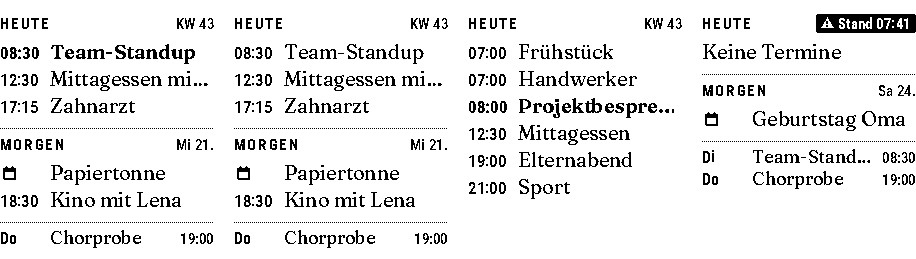 HEUTE KW 43
08:30 Team-Standup
12:30 Mittagessen mi...
17:15 Zahnarzt
MORGEN Mi 21.
Papiertonne
18:30 Kino mit Lena
Do Chorprobe 19:00
HEUTE KW 43
08:30 Team-Standup
12:30 Mittagessen mi...
17:15 Zahnarzt
MORGEN Mi 21.
Papiertonne
18:30 Kino mit Lena
Do Chorprobe 19:00
HEUTE KW 43
07:00 Frühstück
07:00 Handwerker
08:00 Projektbespre...
12:30 Mittagessen
19:00 Elternabend
21:00 Sport
HEUTE Stand 07:41
Keine Termine
MORGEN Sa 24.
Geburtstag Oma
Di Team-Stand... 08:30
Do Chorprobe 19:00